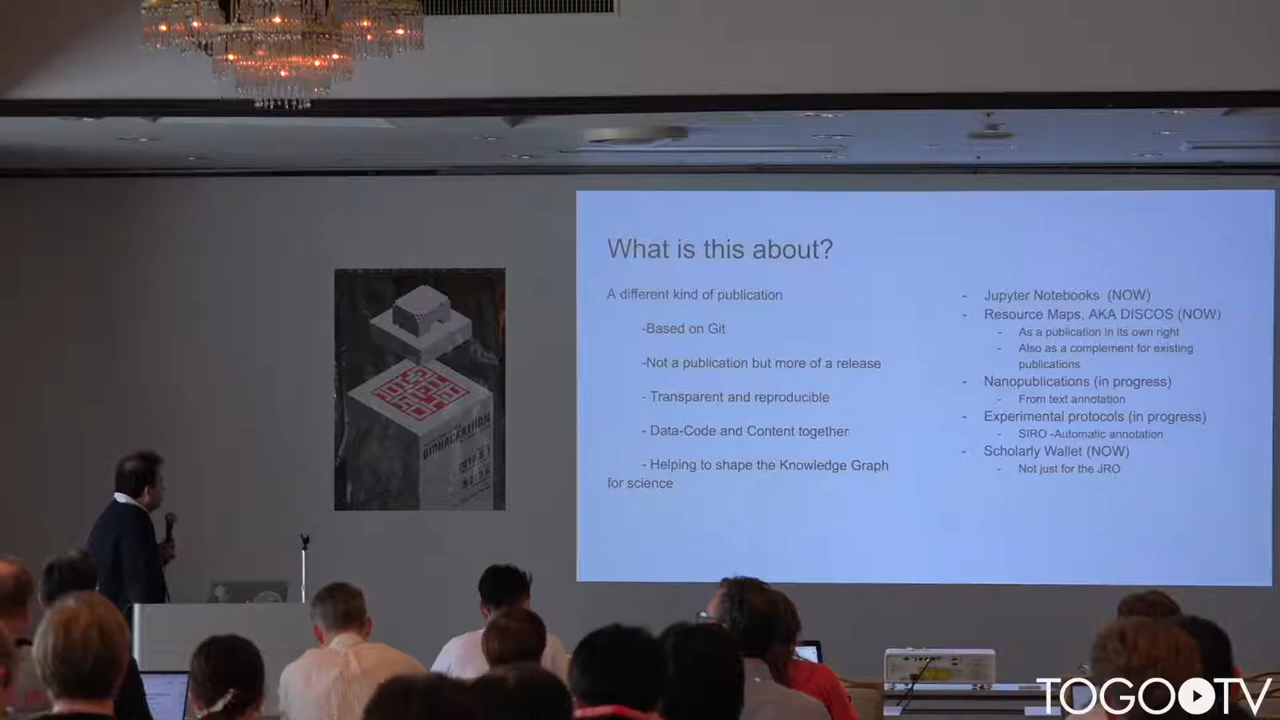 What is this about?
A different kind of publication
-Based on Git
-Not a publication but more of a release
- Transparent and reproducible
- Data-Code and Content together
- Helping to shape the Knowledge Graph
for science
- Jupyter Notebooks (NOW)
- Resource Maps, AKA DISCOS (NOW)
- As a publication in its own right
- Also as a complement for existing
publications
- Nanopublications (in progress)
- From text annotation
- Experimental protocols (in progress)
- SIRO -Automatic annotation
- Scholarly Wallet (NOW)
- Not just for the JRO
BIOHACKATHON
TOGO TV